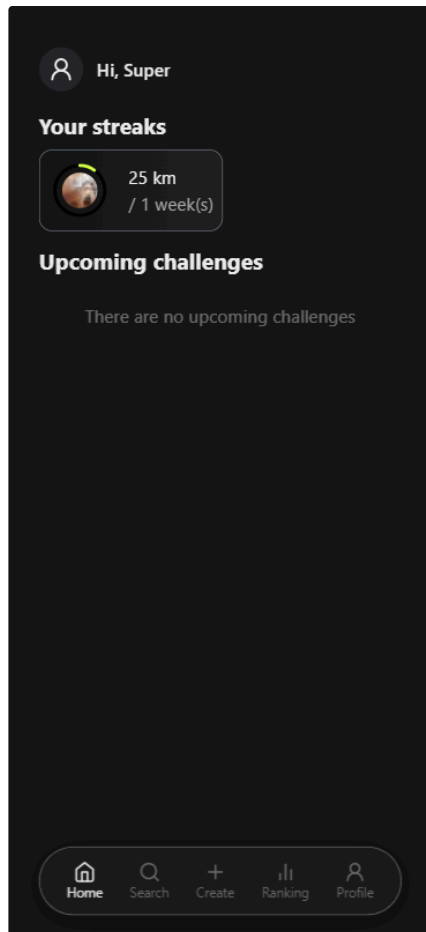 Hi, Super
Your streaks
25 km
/ 1 week(s)
Upcoming challenges
There are no upcoming challenges
Home Search Create Ranking Profile